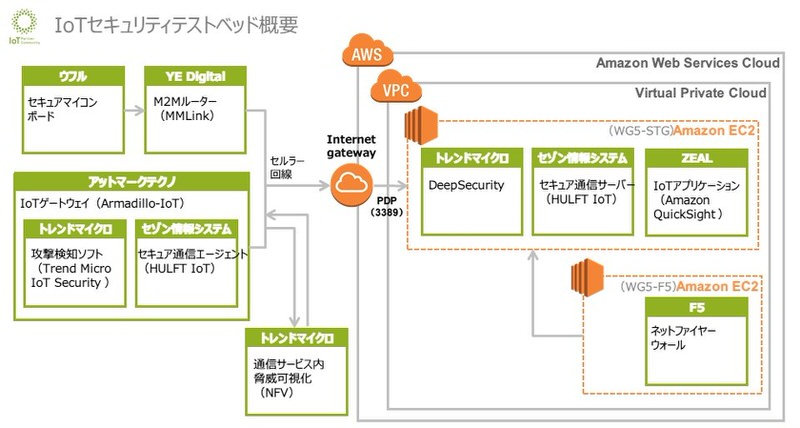 IoTセキュリティテストベッド概要
IoT
AWS
Amazon Web Services Cloud
VPC
Virtual Private Cloud
ウフル
セキュアマイコン
ボード
YE Digital
M2Mルーター
（MMLink）
セルラー
回線
Internet
gateway
PDP
(3389)
アットマークテクノ
IoTゲートウェイ（Armadillo-IoT）
トレンドマイクロ
攻撃検知ソフト
（Trend Micro
IoT Security ）
セゾン情報システム
セキュア通信エージェント
（HULFT IoT）
トレンドマイクロ
通信サービス内
脅威可視化
（NFV）
(WG5-STG)Amazon EC2
トレンドマイクロ
DeepSecurity
セゾン情報システム
セキュア通信サーバー
（HULFT IoT）
ZEAL
IoTアプリケーション
（Amazon
QuickSight）
(WG5-F5)Amazon EC2
F5
ネットファイヤー
ウォール